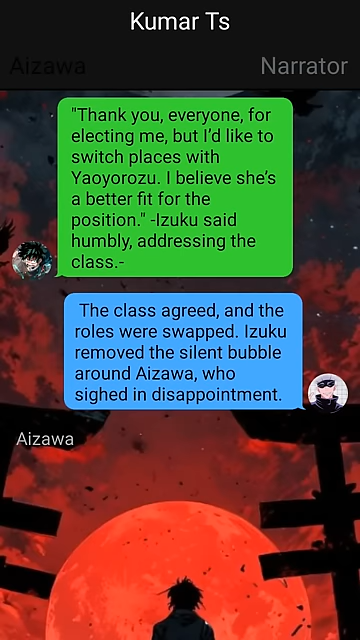 Kumar Ts
Aizawa
Narrator
"Thank you, everyone, for
electing me, but I'd like to
switch places with
Yaoyorozu. I believe she's
a better fit for the
position." -Izuku said
humbly, addressing the
class.-
The class agreed, and the
roles were swapped. Izuku
removed the silent bubble
around Aizawa, who
sighed in disappointment.
Aizawa